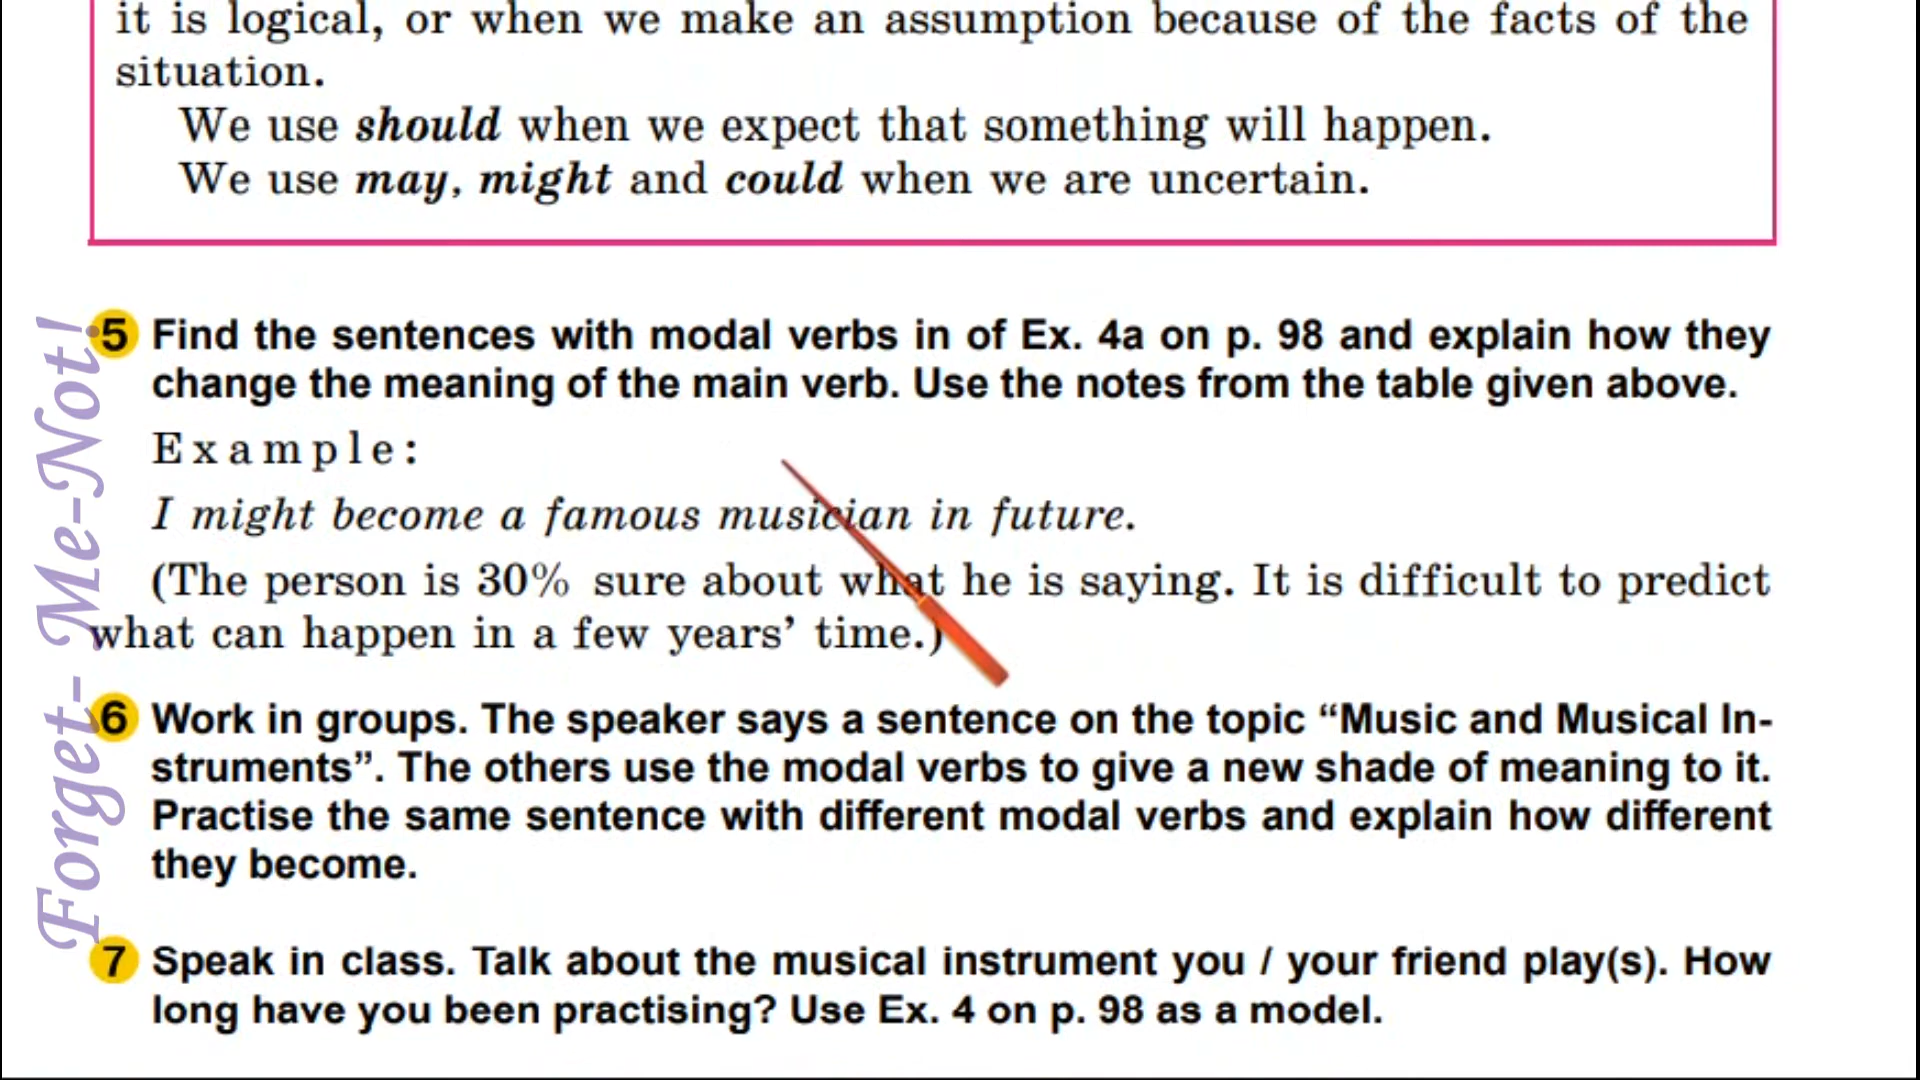 it is logical, or when we make an assumption because of the facts of the
situation.
We use should when we expect that something will happen.
We use may, might and could when we are uncertain.
5 Find the sentences with modal verbs in of Ex. 4a on p. 98 and explain how they
change the meaning of the main verb. Use the notes from the table given above.
Example:
I might become a famous musician in future.
(The person is 30% sure about what he is saying. It is difficult to predict
what can happen in a few years’ time.)
6 Work in groups. The speaker says a sentence on the topic “Music and Musical In-
struments”. The others use the modal verbs to give a new shade of meaning to it.
Practise the same sentence with different modal verbs and explain how different
they become.
7 Speak in class. Talk about the musical instrument you / your friend play(s). How
long have you been practising? Use Ex. 4 on p. 98 as a model.
Forget- Me-Not!